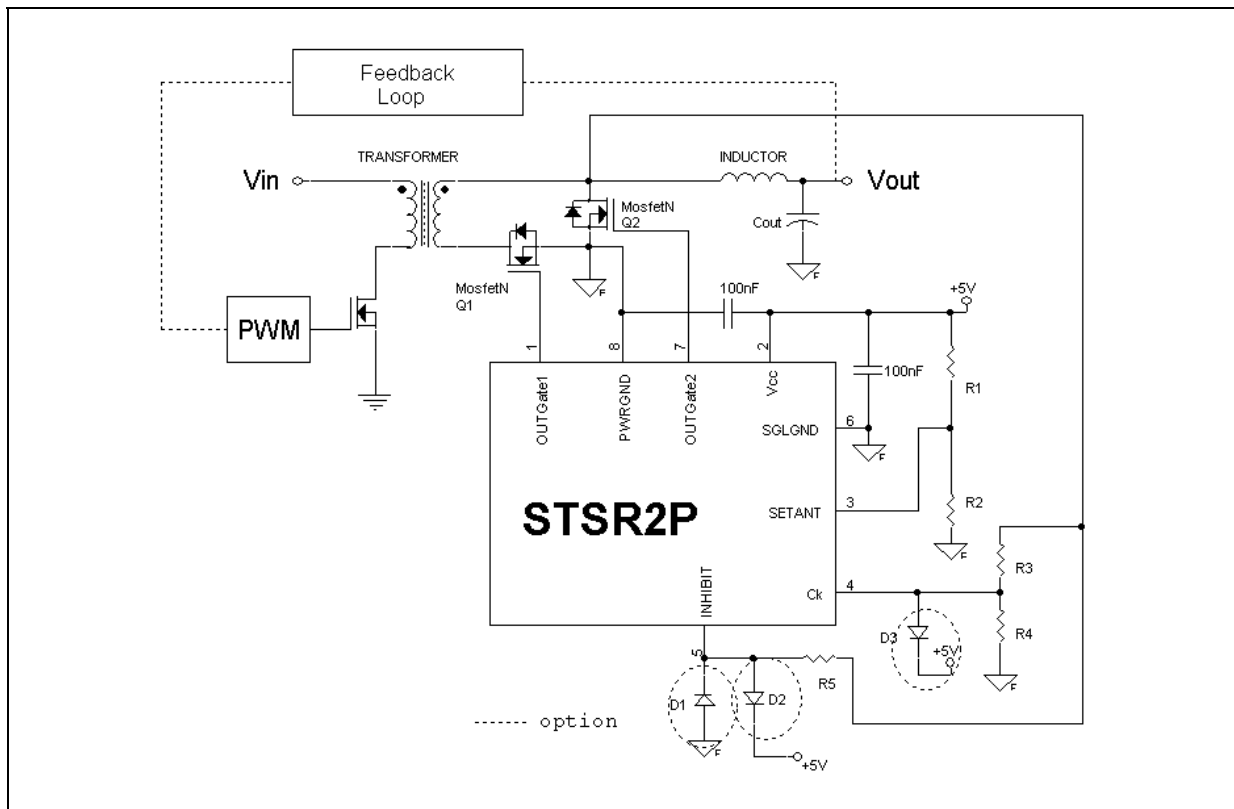 Feedback
Loop
TRANSFORMER
INDUCTOR
Vin
Vout
MosfetN
Q2
Cout
MosfetN
Q1
100nF
+5V
PWM
1
8
7
2
100nF
R1
OUTGate1
PWRGND
OUTGate2
Vcc
SGLGND
6
STSR2P
SETANT
3
R2
R3
INHIBIT
Ck
4
D3
+5V
R4
5
D1
D2
R5
option
+5V